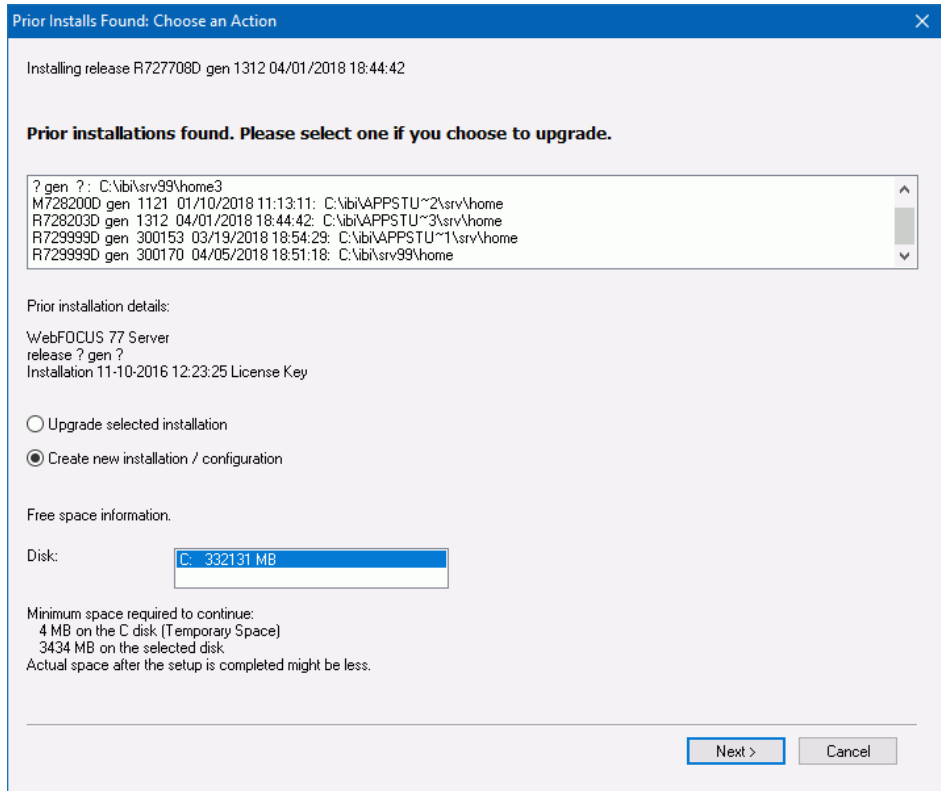 Prior Installs Found: Choose an Action
Installing release R727708D gen 1312 04/01/2018 18:44:42
Prior installations found. Please select one if you choose to upgrade.
? gen ? : C:\ibi\srv99\home3
M728200D gen 1121 01/10/2018 11:13:11: C:\ibi\APPSTU~2\srv\home
R728203D gen 1312 04/01/2018 18:44:42: C:\ibi\APPSTU~3\srv\home
R729999D gen 300153 03/19/2018 18:54:29: C:\ibi\APPSTU~1\srv\home
R729999D gen 300170 04/05/2018 18:51:18: C:\ibi\srv99\home
Prior installation details:
WebFOCUS 77 Server
release ? gen ?
Installation 11-10-2016 12:23:25 License Key
Upgrade selected installation
Create new installation / configuration
Free space information.
Disk:
C: 332131 MB
Minimum space required to continue:
4 MB on the C disk (Temporary Space)
3434 MB on the selected disk
Actual space after the setup is completed might be less.
Next >
Cancel